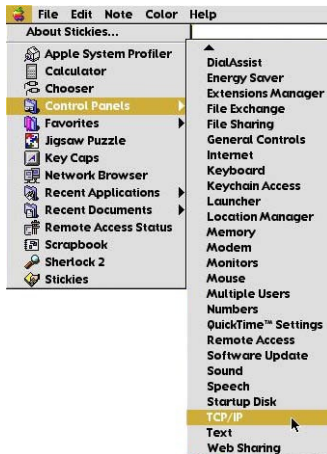 File Edit Note Color Help
About Stickies...
Apple System Profiler
Calculator
Chooser
Control Panels
Favorites
Jigsaw Puzzle
Key Caps
Network Browser
Recent Applications
Recent Documents
Remote Access Status
Scrapbook
Sherlock 2
Stickies
DialAssist
Energy Saver
Extensions Manager
File Exchange
File Sharing
General Controls
Internet
Keyboard
Keychain Access
Launcher
Location Manager
Memory
Modem
Monitors
Mouse
Multiple Users
Numbers
QuickTime™ Settings
Remote Access
Software Update
Sound
Speech
Startup Disk
TCP/IP
Text
Web Sharing